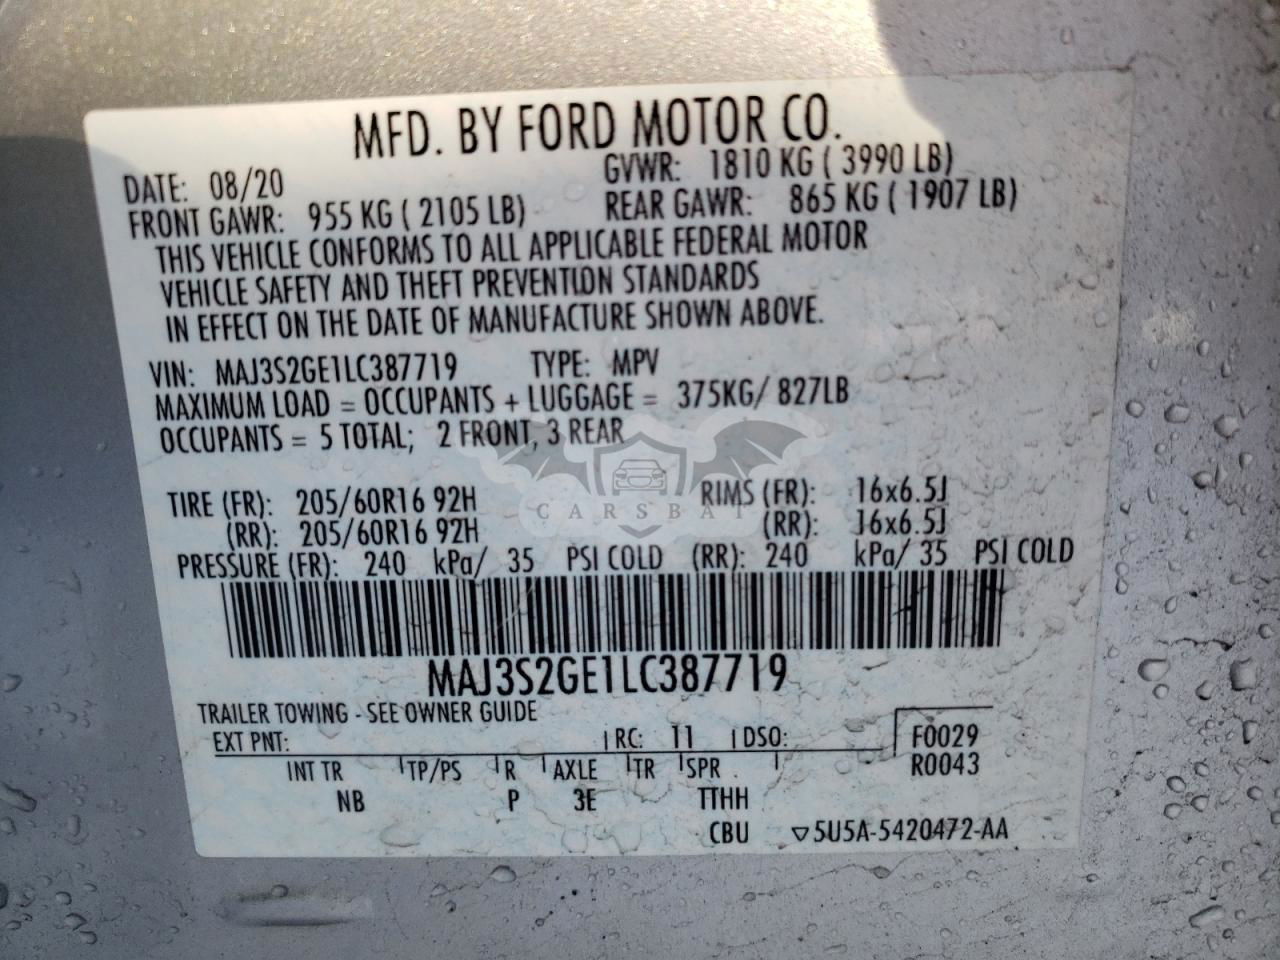 MFD. BY FORD MOTOR CO.
DATE: 08/20 GVWR: 1810 KG ( 3990 LB)
FRONT GAWR: 955 KG ( 2105 LB) REAR GAWR: 865 KG ( 1907 LB)
THIS VEHICLE CONFORMS TO ALL APPLICABLE FEDERAL MOTOR
VEHICLE SAFETY AND THEFT PREVENTION STANDARDS
IN EFFECT ON THE DATE OF MANUFACTURE SHOWN ABOVE.
VIN: MAJ3S2GE1LC387719 TYPE: MPV
MAXIMUM LOAD = OCCUPANTS + LUGGAGE = 375KG/ 827LB
OCCUPANTS = 5 TOTAL; 2 FRONT, 3 REAR
TIRE (FR): 205/60R16 92H RIMS (FR): 16x6.5J
CARSBAT
(RR): 205/60R16 92H (RR): 16x6.5J
PRESSURE (FR): 240 kPa/ 35 PSI COLD (RR): 240 kPa/ 35 PSI COLD
MAJ3S2GE1LC387719
TRAILER TOWING - SEE OWNER GUIDE
EXT PNT: RC: 11 DSO: F0029
INT TR TP/PS R AXLE TR SPR R0043
NB P 3E TTHH
CBU ▽5U5A-5420472-AA